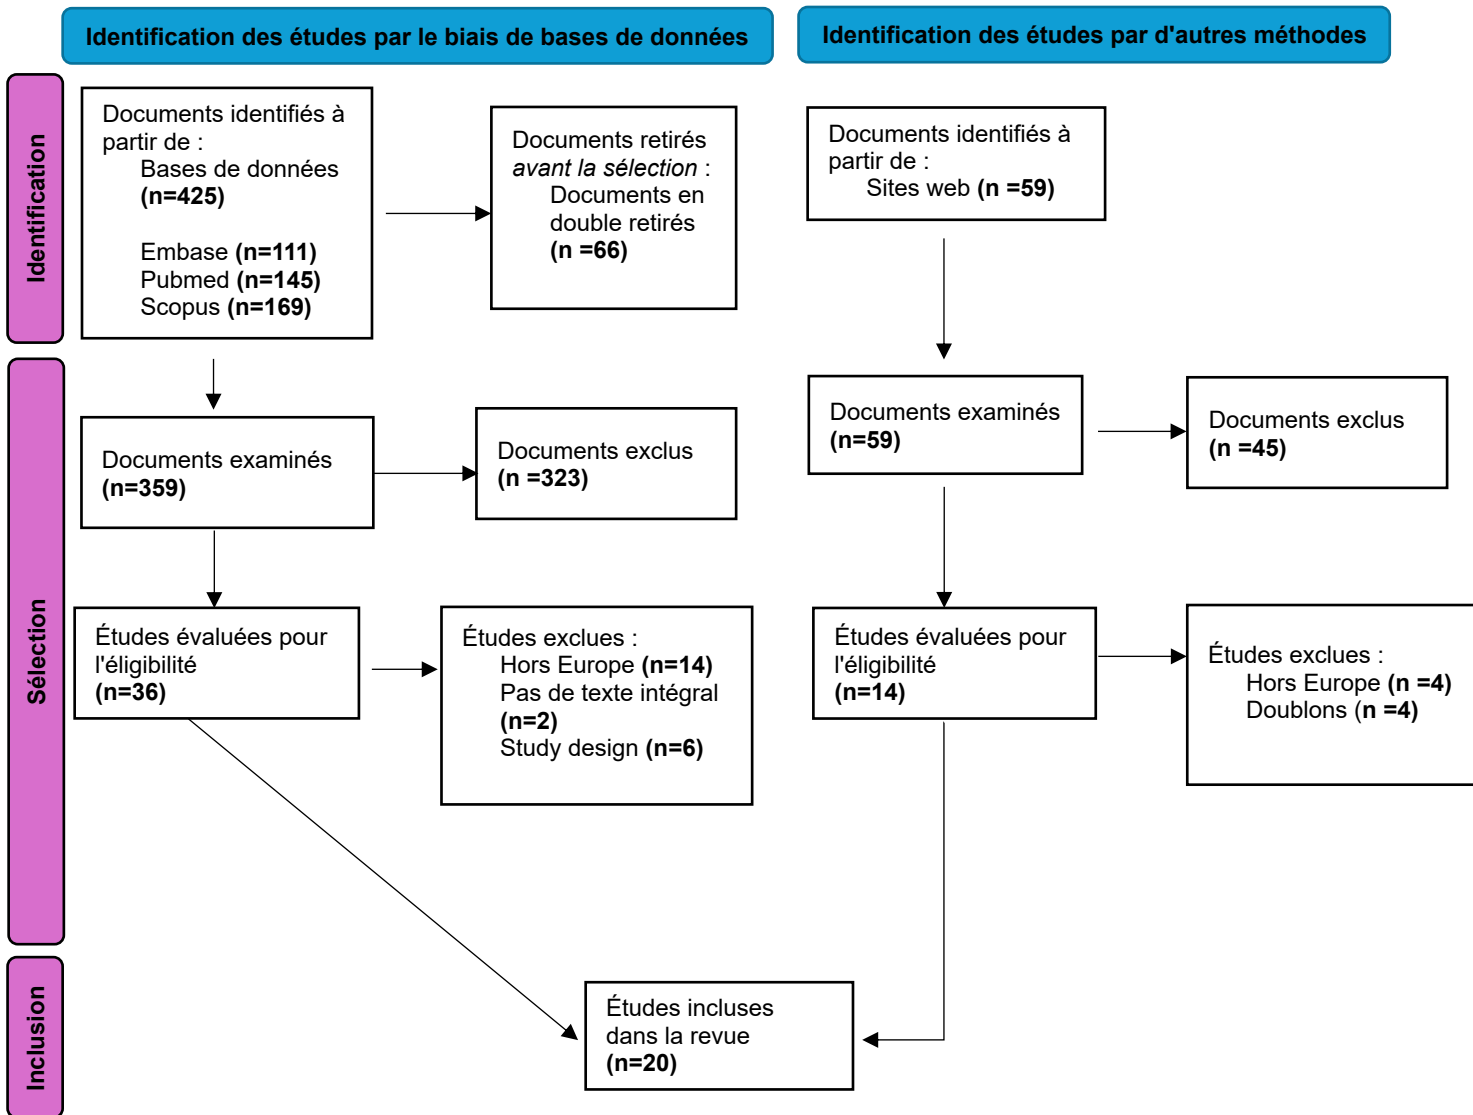 Identification des études par le biais de bases de données
Identification des études par d'autres méthodes
Identification
Documents identifiés à
partir de :
Bases de données
(n=425)
Embase (n=111)
Pubmed (n=145)
Scopus (n=169)
Documents retirés
avant la sélection :
Documents en
double retirés
(n =66)
Documents identifiés à
partir de :
Sites web (n =59)
Sélection
Documents examinés
(n=359)
Documents exclus
(n =323)
Documents examinés
(n=59)
Documents exclus
(n =45)
Études évaluées pour
l'éligibilité
(n=36)
Études exclues :
Hors Europe (n=14)
Pas de texte intégral
(n=2)
Study design (n=6)
Études évaluées pour
l'éligibilité
(n=14)
Études exclues :
Hors Europe (n =4)
Doublons (n =4)
Inclusion
Études incluses
dans la revue
(n=20)